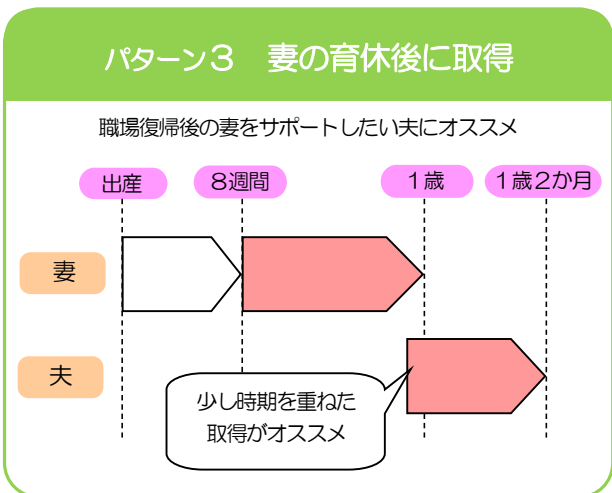 パターン３　妻の育休後に取得
職場復帰後の妻をサポートしたい夫にオススメ
出産
８週間
１歳
１歳２か月
妻
夫
少し時期を重ねた
取得がオススメ